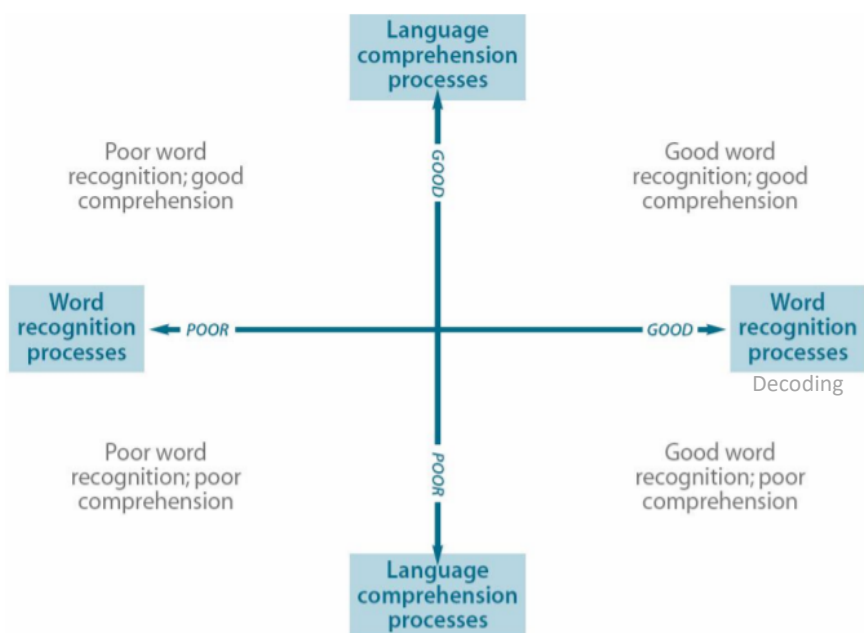 Language
comprehension
processes
GOOD
Poor word
recognition; good
comprehension
Good word
recognition; good
comprehension
Word
recognition
processes
POOR
GOOD
Word
recognition
processes
Decoding
Poor word
recognition; poor
comprehension
POOR
Good word
recognition; poor
comprehension
Language
comprehension
processes